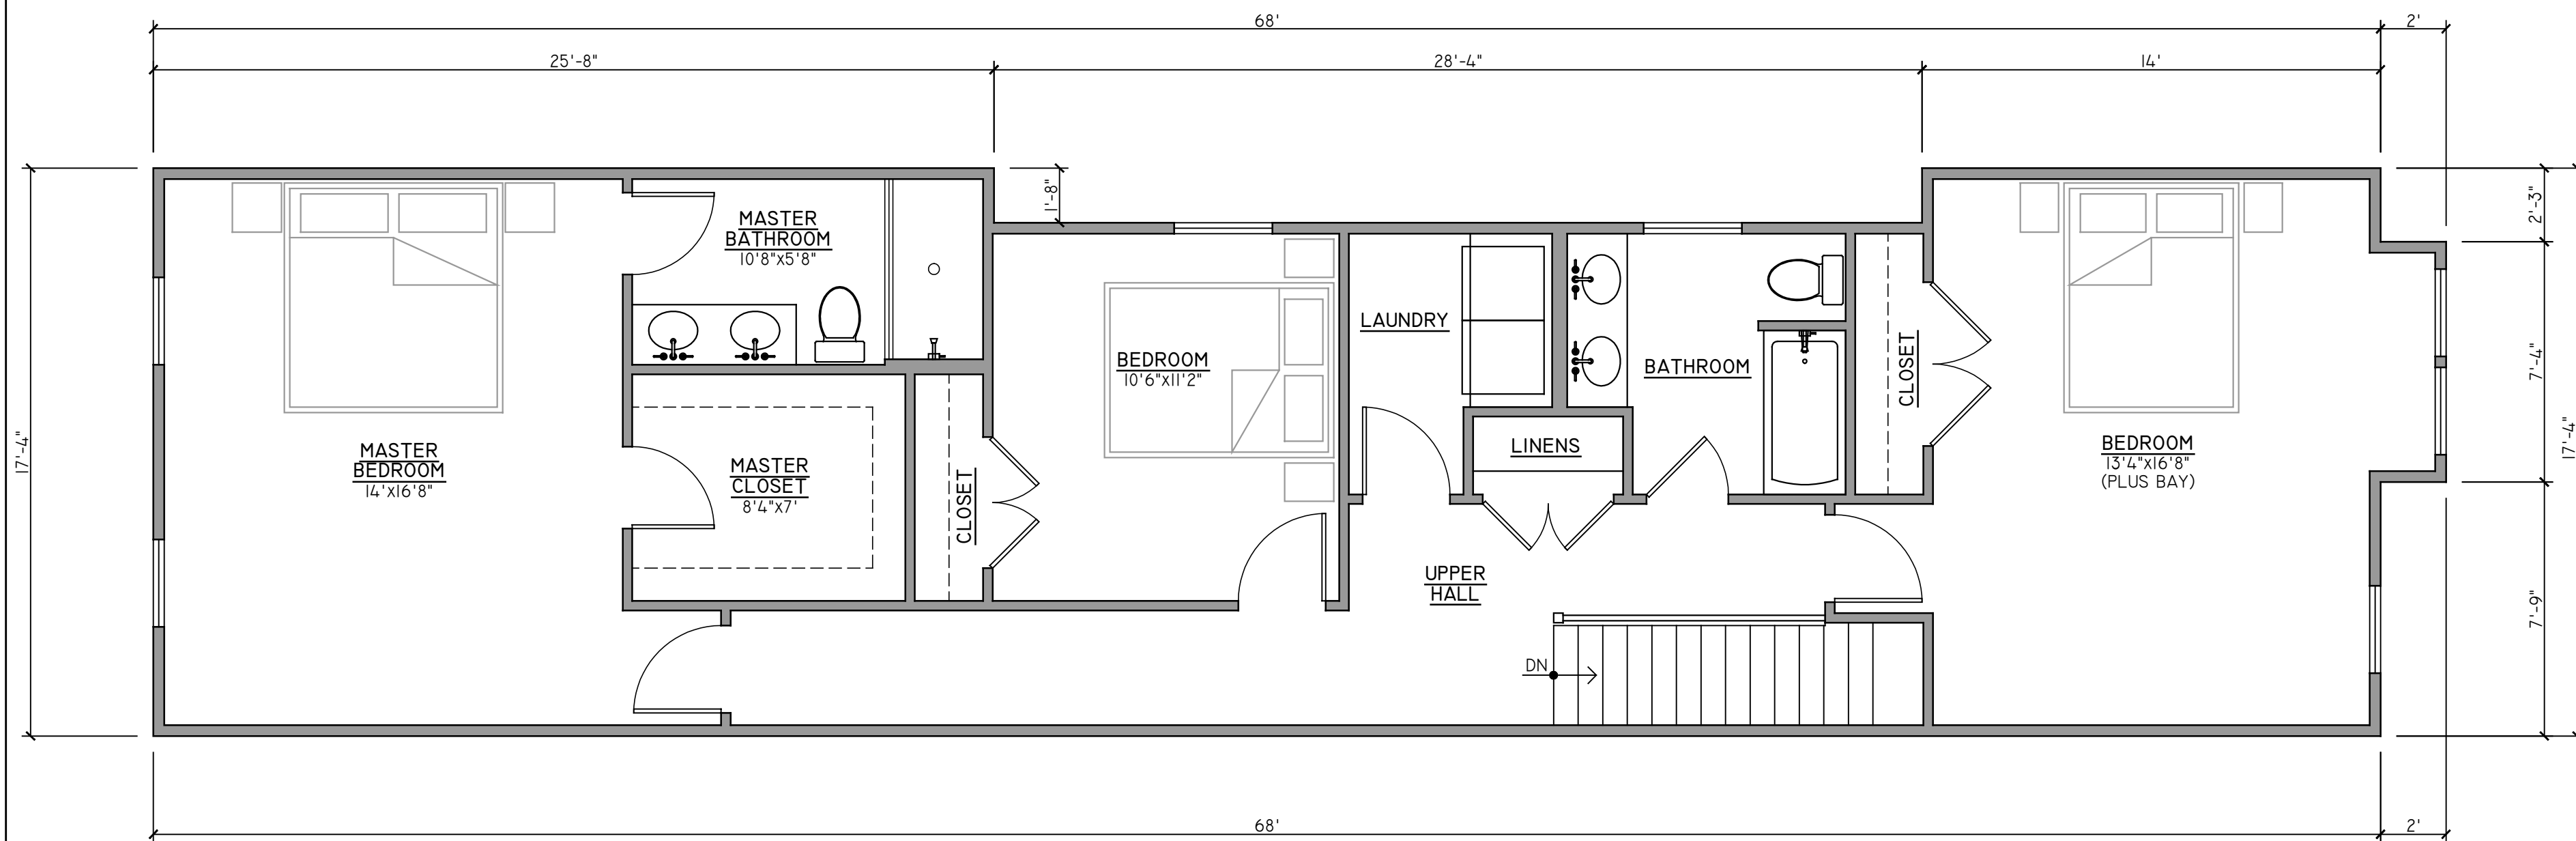 68'
2'
25'-8"
28'-4"
14'
1'-8"
2'-3"
MASTER
BATHROOM
10'8"x5'8"
LAUNDRY
BEDROOM
10'6"x11'2"
BATHROOM
CLOSET
7'-4"
17'-4"
17'-4"
MASTER
BEDROOM
14'x16'8"
MASTER
CLOSET
8'4"x7'
CLOSET
LINENS
BEDROOM
13'4"x16'8"
(PLUS BAY)
UPPER
HALL
7'-9"
DN
68'
2'